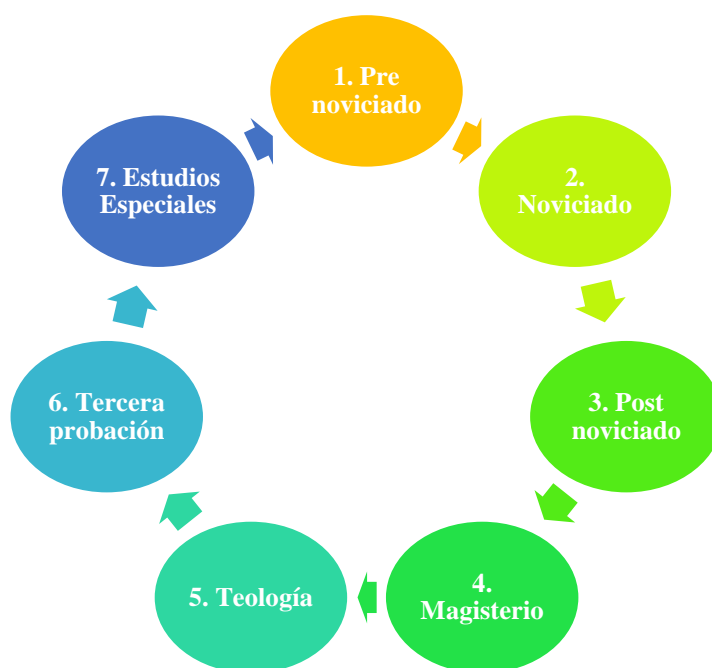 1. Pre
noviciado
2.
Noviciado
3. Post
noviciado
4.
Magisterio
5. Teología
6. Tercera
probación
7. Estudios
Especiales